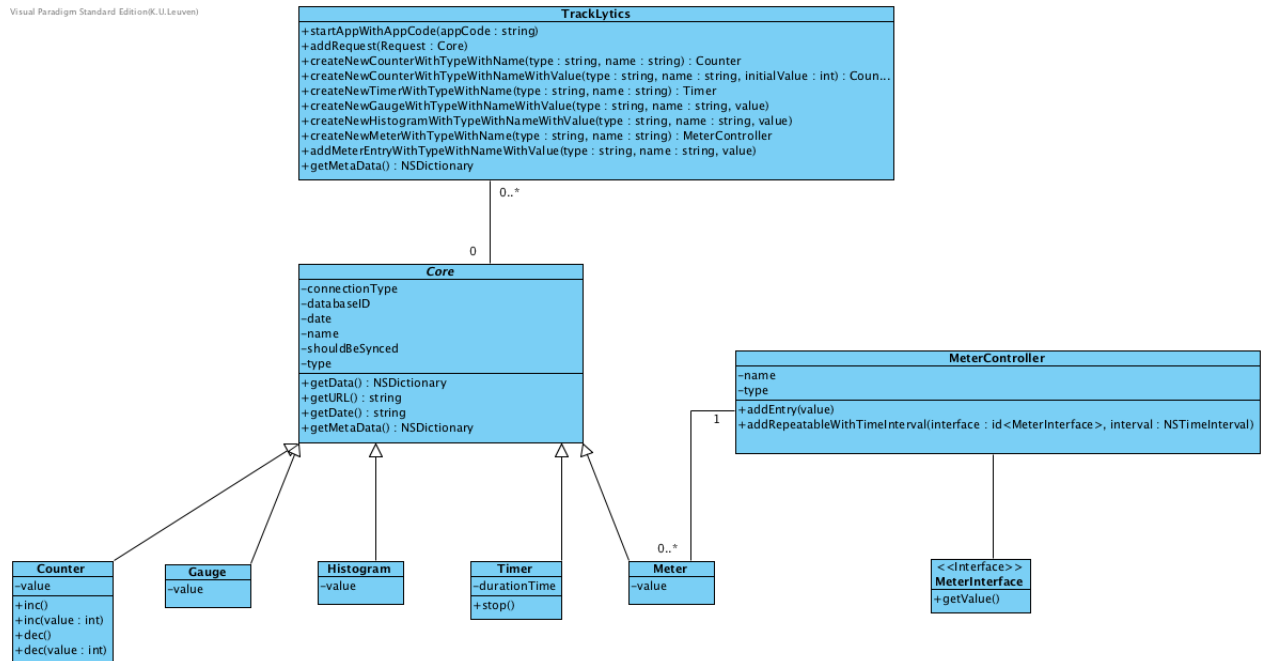 Visual Paradigm Standard Edition(K.U.Leuven)
TrackLytics
+startAppWithAppCode(appCode : string)
+addRequest(Request : Core)
+createNewCounterWithTypeWithName(type : string, name : string) : Counter
+createNewCounterWithTypeWithNameWithValue(type : string, name : string, initialValue : int) : Coun...
+createNewTimerWithTypeWithName(type : string, name : string) : Timer
+createNewGaugeWithTypeWithNameWithValue(type : string, name : string, value)
+createNewHistogramWithTypeWithNameWithValue(type : string, name : string, value)
+createNewMeterWithTypeWithName(type : string, name : string) : MeterController
+addMeterEntryWithTypeWithNameWithValue(type : string, name : string, value)
+getMetaData() : NSDictionary
0..*
0
Core
-connectionType
-databaseID
-date
-name
-shouldBeSynced
-type
+getData() : NSDictionary
+getURL() : string
+getDate() : string
+getMetaData() : NSDictionary
MeterController
-name
-type
+addEntry(value)
+addRepeatableWithTimeInterval(interface : id<MeterInterface>, interval : NSTimeInterval)
1
0..*
Counter
-value
+inc()
+inc(value : int)
+dec()
+dec(value : int)
Gauge
-value
Histogram
-value
Timer
-durationTime
+stop()
Meter
-value
<<Interface>>
MeterInterface
+getValue()